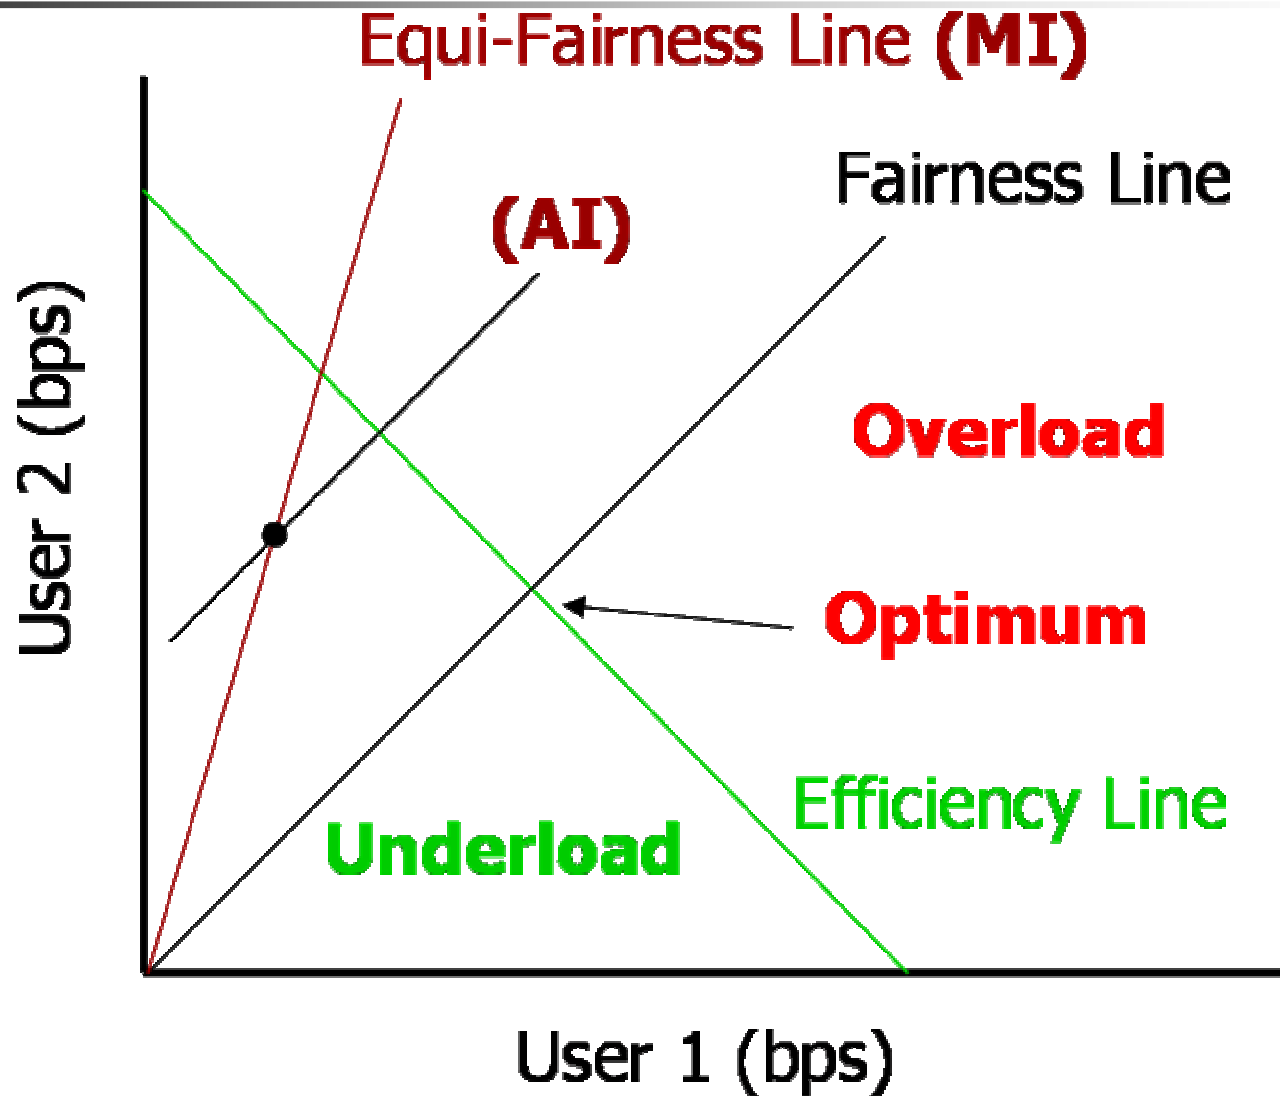 Equi-Fairness Line (MI)
Fairness Line
(AI)
User 2 (bps)
Overload
Optimum
Efficiency Line
Underload
User 1 (bps)